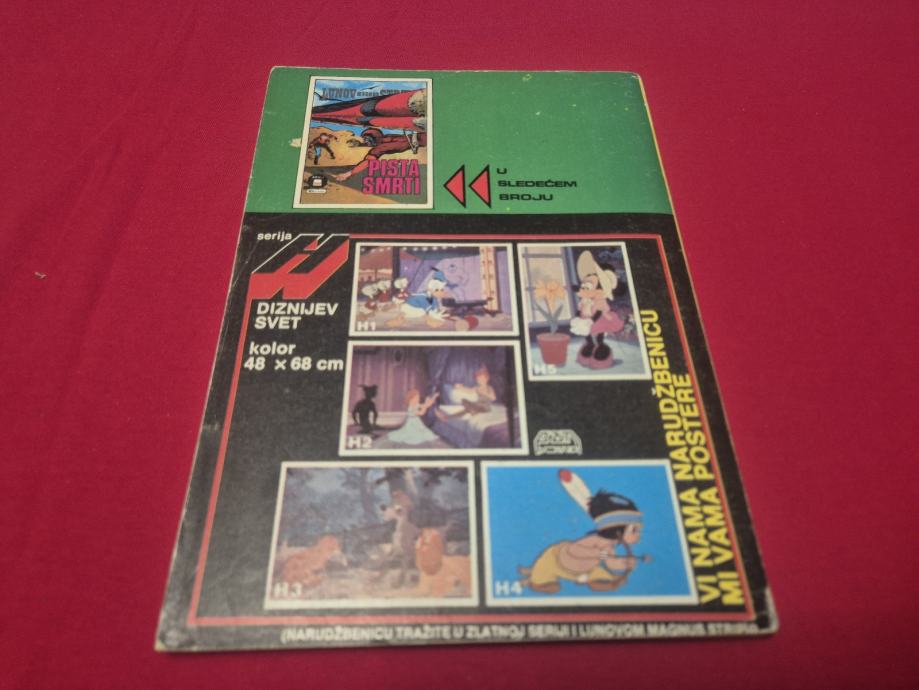 LUNOV
PISTA
SMRTI
U
SLEDEĆEM
BROJU
serija
H
DIZNIJEV
SVET
kolor
48 x 68 cm
H1
H5
H2
H3
H4
VI NAMA NARUDŽBENICU
MI VAMA POSTERE
(NARUDŽBENICU TRAŽITE U ZLATNOJ SERIJI I LUNOVOM MAGNUS STRIPU)